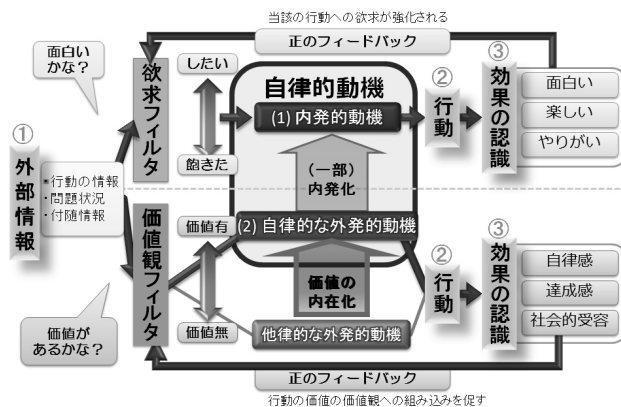 当該の行動への欲求が強化される
正のフィードバック
面白い
かな？
欲求フィルタ
したい
飽きた
自律的動機
(1) 内発的動機
（一部）
内発化
②
行動
③
効果の認識
面白い
楽しい
やりがい
①
外部情報
・行動の情報
・問題状況
・付随情報
価値観フィルタ
価値有
価値無
(2) 自律的な外発的動機
価値の
内在化
他律的な外発的動機
②
行動
③
効果の認識
自律感
達成感
社会的受容
価値が
あるかな？
正のフィードバック
行動の価値の価値観への組み込みを促す